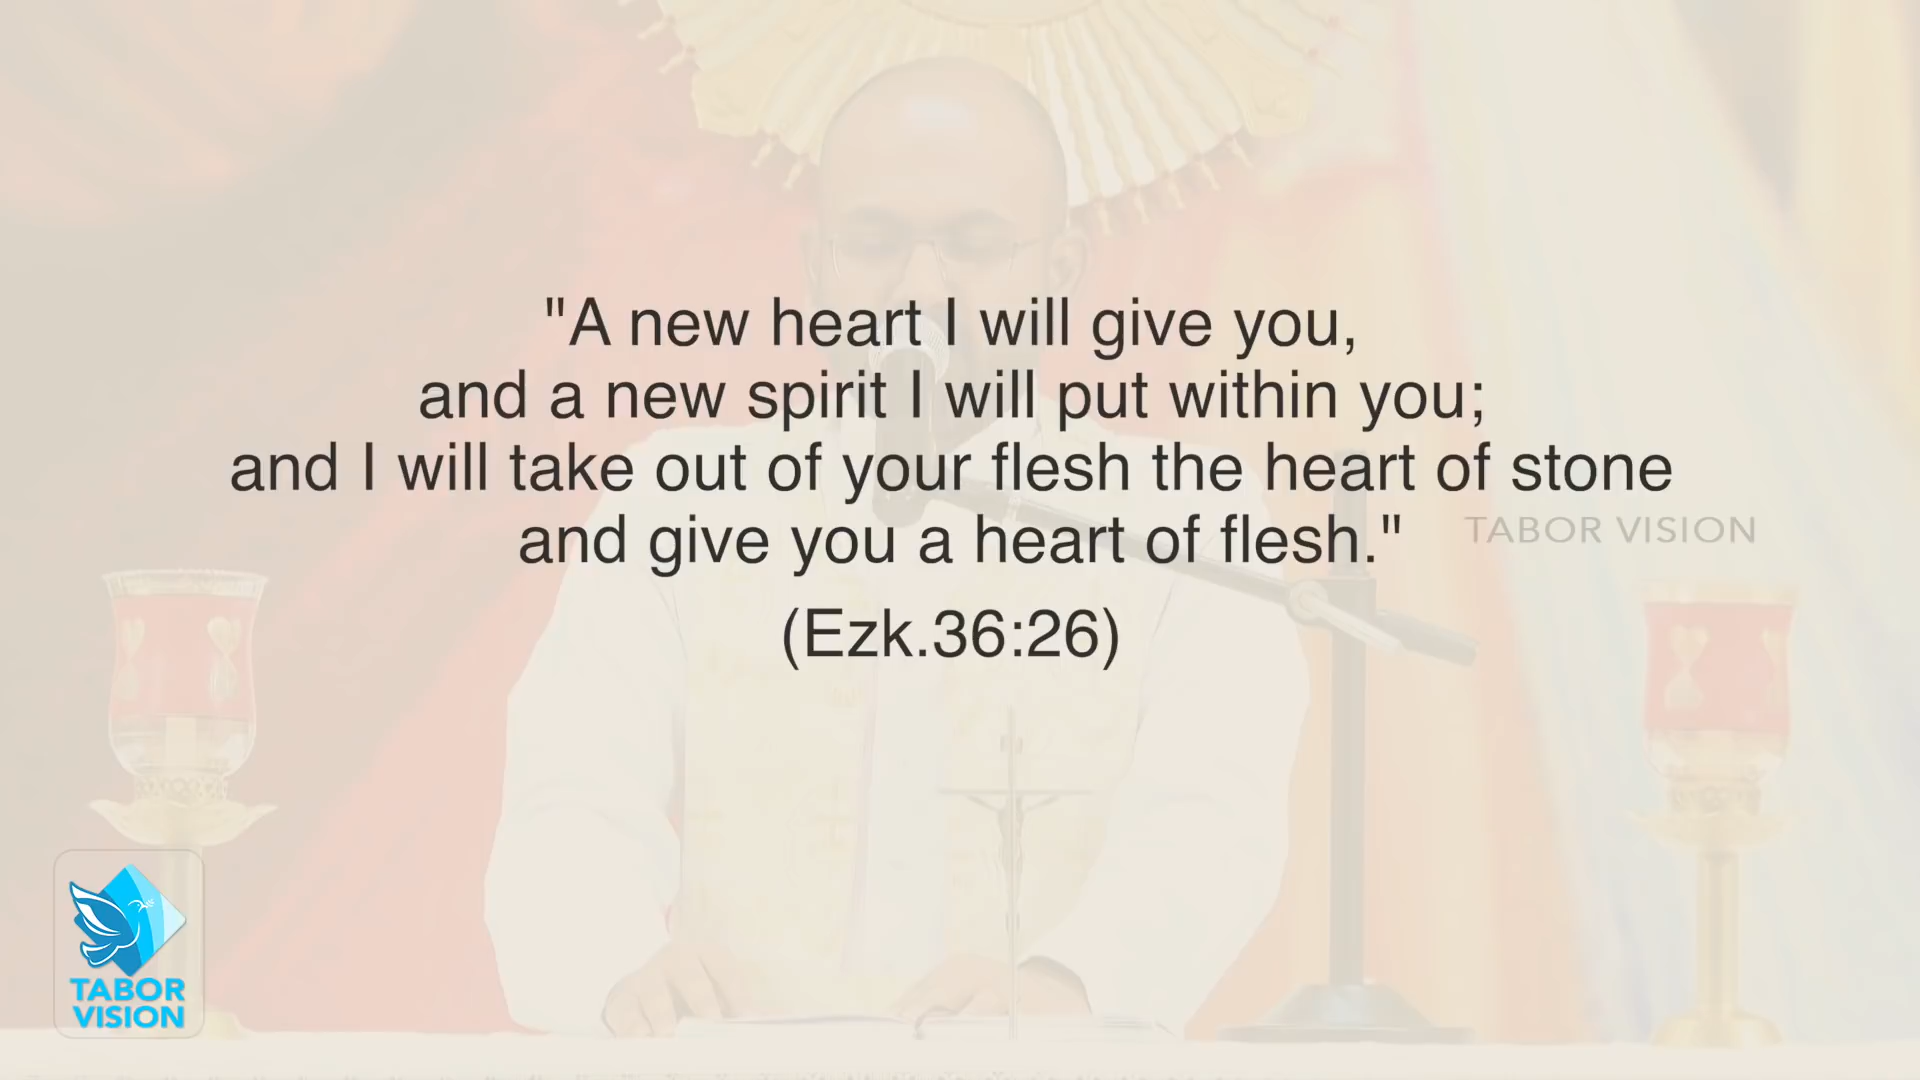 "A new heart I will give you,
and a new spirit I will put within you;
and I will take out of your flesh the heart of stone
and give you a heart of flesh."
(Ezk.36:26)
TABOR VISION
TABOR
VISION